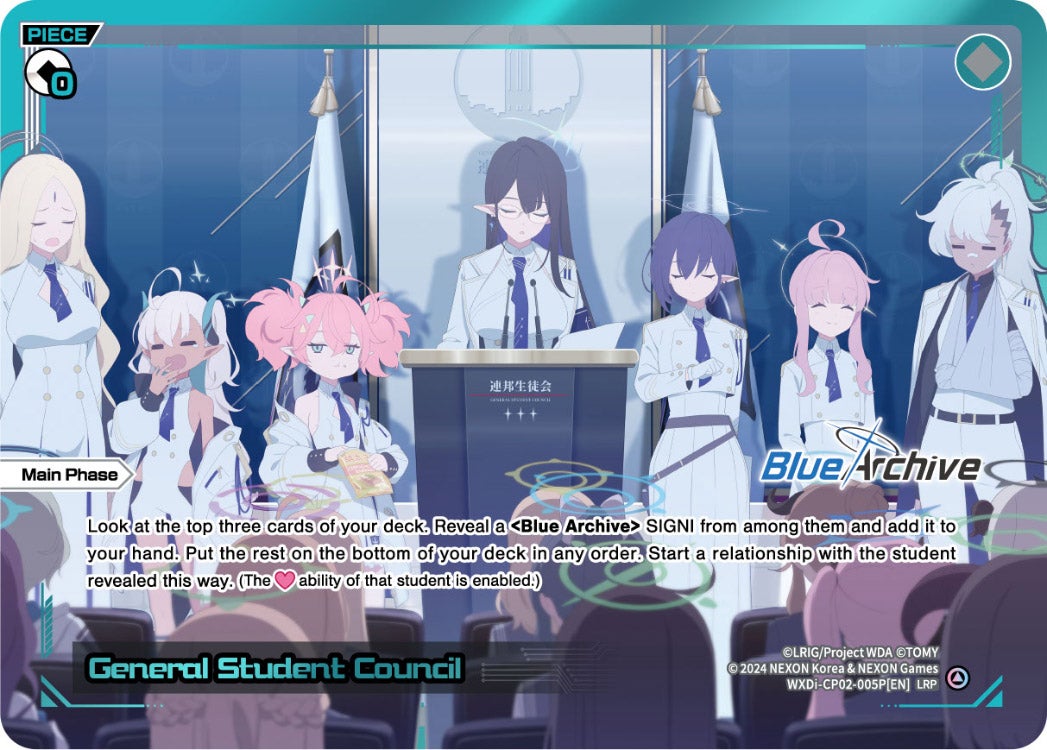 PIECE
0
連邦生徒会
GENERAL STUDENT COUNCIL
Main Phase
Blue Archive
Look at the top three cards of your deck. Reveal a <Blue Archive> SIGNI from among them and add it to
your hand. Put the rest on the bottom of your deck in any order. Start a relationship with the student
revealed this way. (The ability of that student is enabled.)
General Student Council
©LRIG/Project WDA ©TOMY
© 2024 NEXON Korea & NEXON Games
WXDi-CP02-005P[EN] LRP